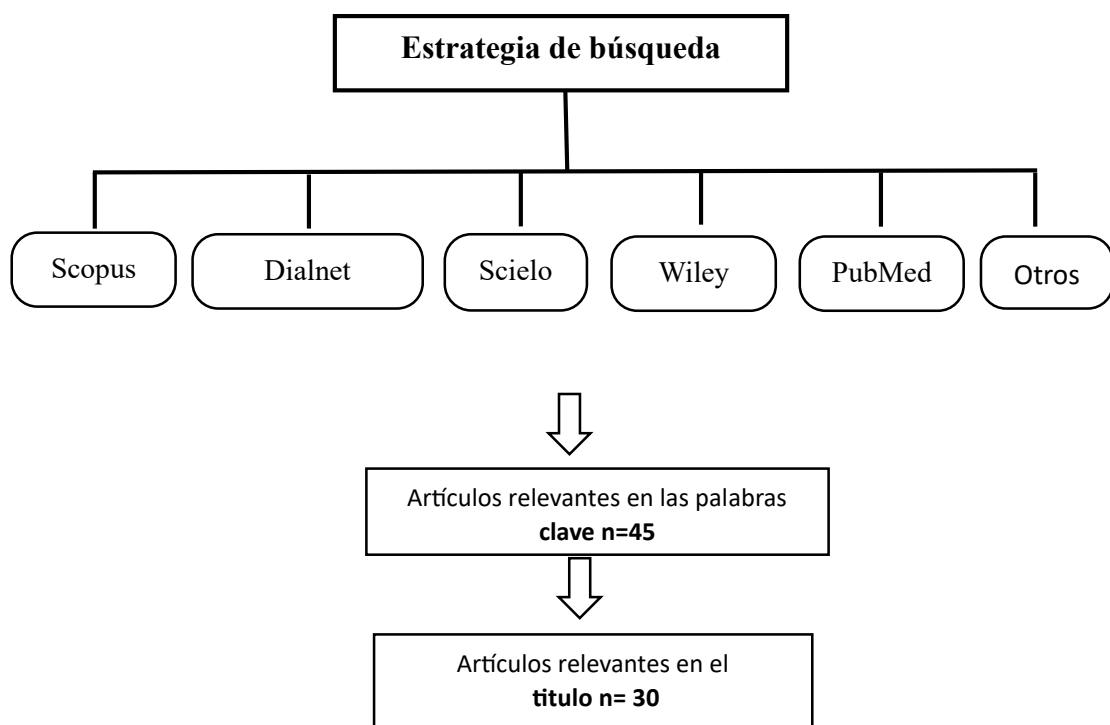 Estrategia de búsqueda
Scopus
Dialnet
Scielo
Wiley
PubMed
Otros
Artículos relevantes en las palabras
clave n=45
Artículos relevantes en el
titulo n= 30